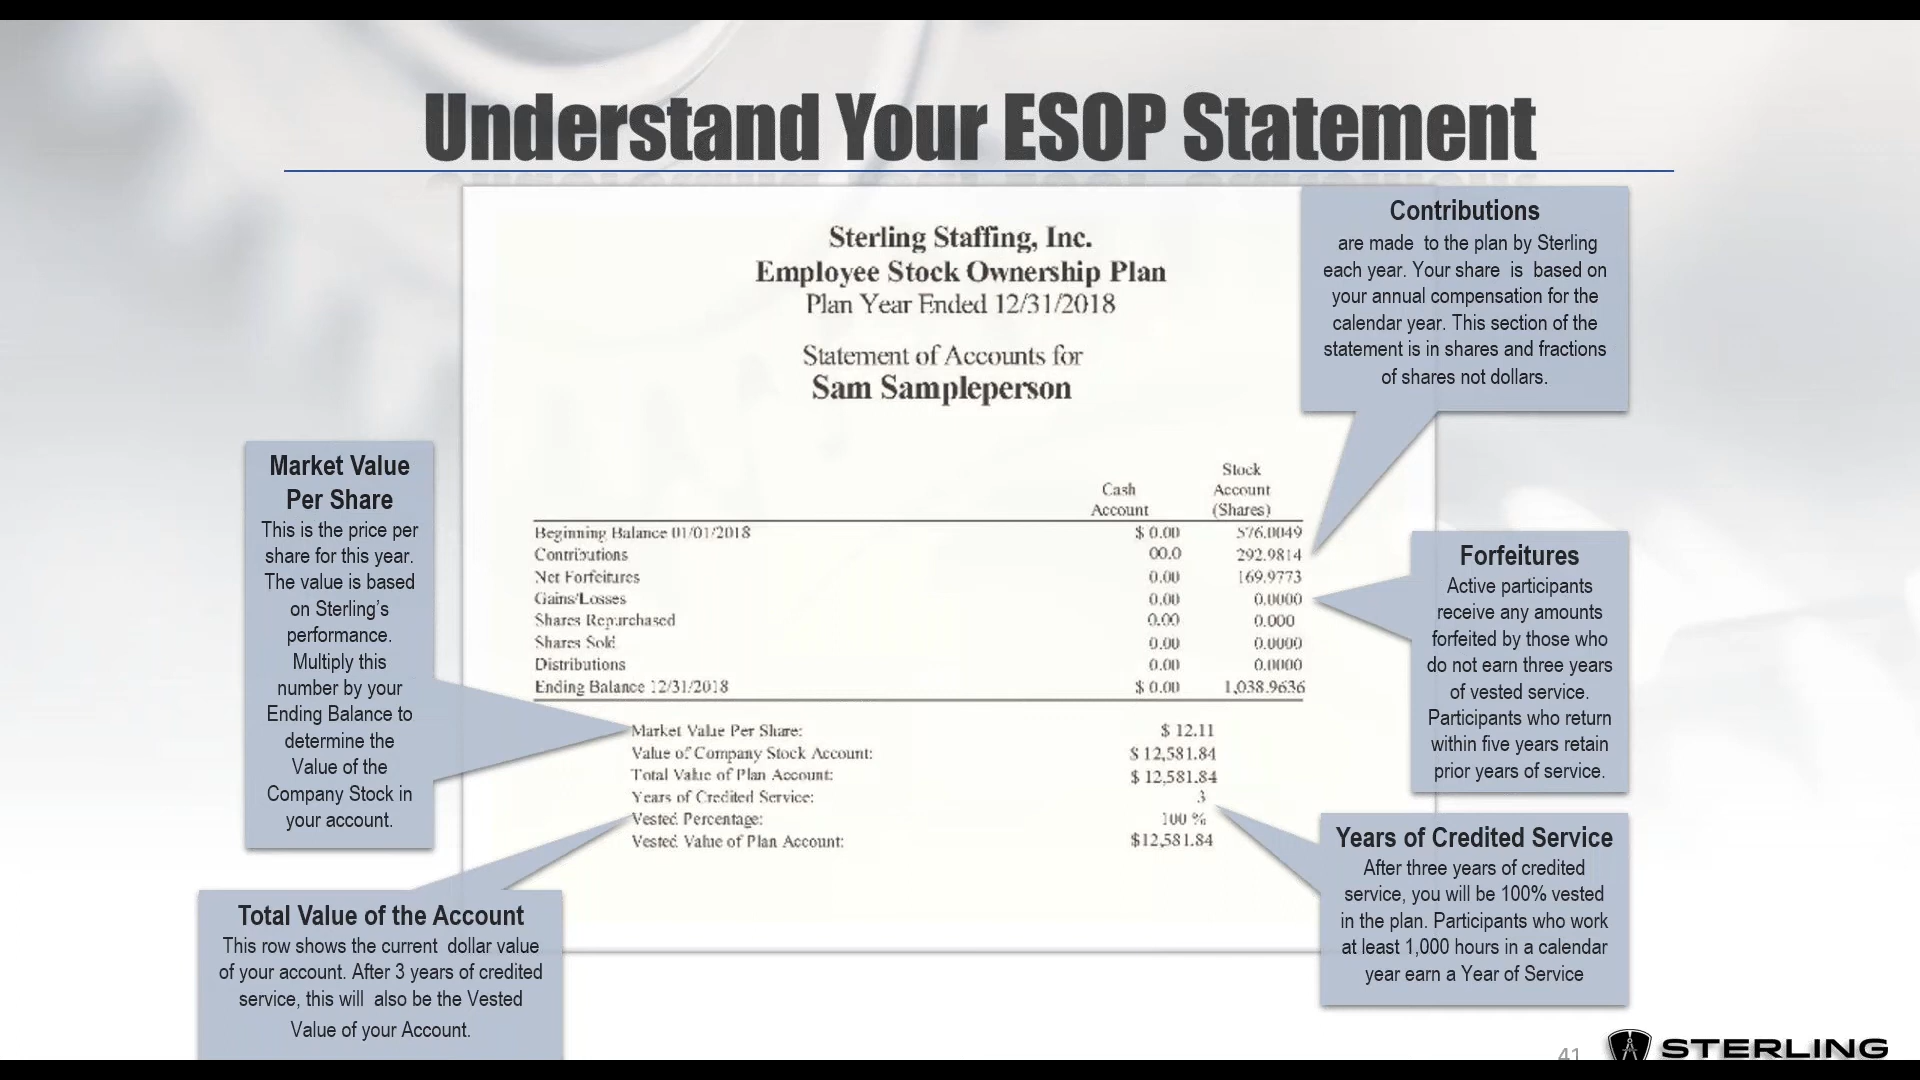 Understand Your ESOP Statement
Sterling Staffing, Inc.
Employee Stock Ownership Plan
Plan Year Ended 12/31/2018
Statement of Accounts for
Sam Sampleperson
Stock
Cash Account
Account (Shares)
Beginning Balance 01/01/2018 $ 0.00 576.0049
Contributions 00.0 292.9814
Net Forfeitures 0.00 169.9773
Gains/Losses 0.00 0.0000
Shares Repurchased 0.00 0.000
Shares Sold 0.00 0.0000
Distributions 0.00 0.0000
Ending Balance 12/31/2018 $ 0.00 1,038.9636
Market Value Per Share: $ 12.11
Value of Company Stock Account: $ 12,581.84
Total Value of Plan Account: $ 12,581.84
Years of Credited Service: 3
Vested Percentage: 100 %
Vested Value of Plan Account: $12,581.84
Contributions
are made to the plan by Sterling
each year. Your share is based on
your annual compensation for the
calendar year. This section of the
statement is in shares and fractions
of shares not dollars.
Market Value
Per Share
This is the price per
share for this year.
The value is based
on Sterling’s
performance.
Multiply this
number by your
Ending Balance to
determine the
Value of the
Company Stock in
your account.
Forfeitures
Active participants
receive any amounts
forfeited by those who
do not earn three years
of vested service.
Participants who return
within five years retain
prior years of service.
Years of Credited Service
After three years of credited
service, you will be 100% vested
in the plan. Participants who work
at least 1,000 hours in a calendar
year earn a Year of Service
Total Value of the Account
This row shows the current dollar value
of your account. After 3 years of credited
service, this will also be the Vested
Value of your Account.
41
STERLING